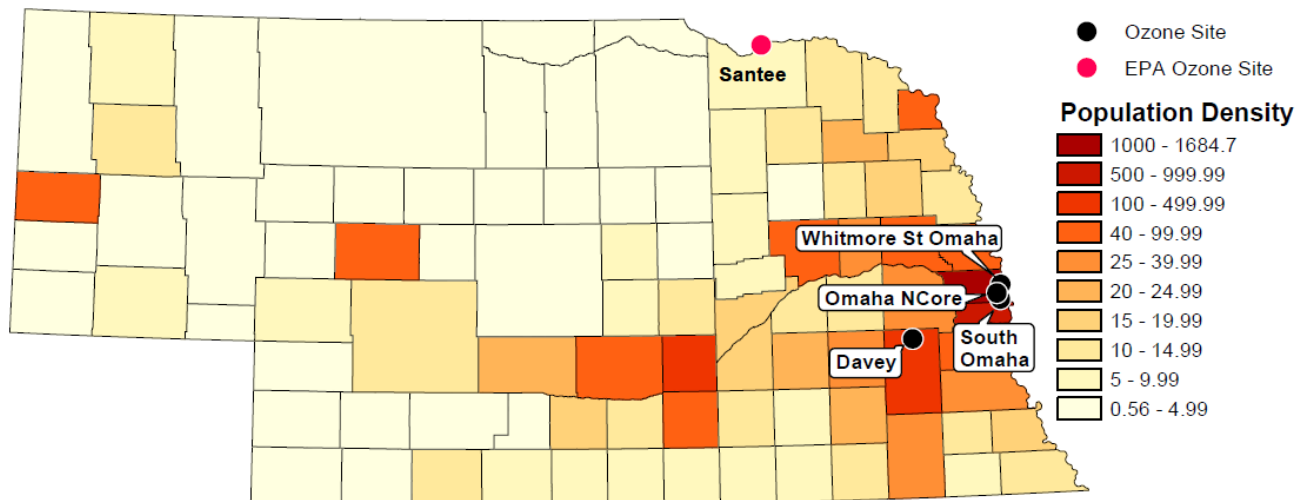 Ozone Site
EPA Ozone Site
Santee
Population Density
1000 - 1684.7
500 - 999.99
100 - 499.99
40 - 99.99
25 - 39.99
20 - 24.99
15 - 19.99
10 - 14.99
5 - 9.99
0.56 - 4.99
Whitmore St Omaha
Omaha NCore
South
Omaha
Davey